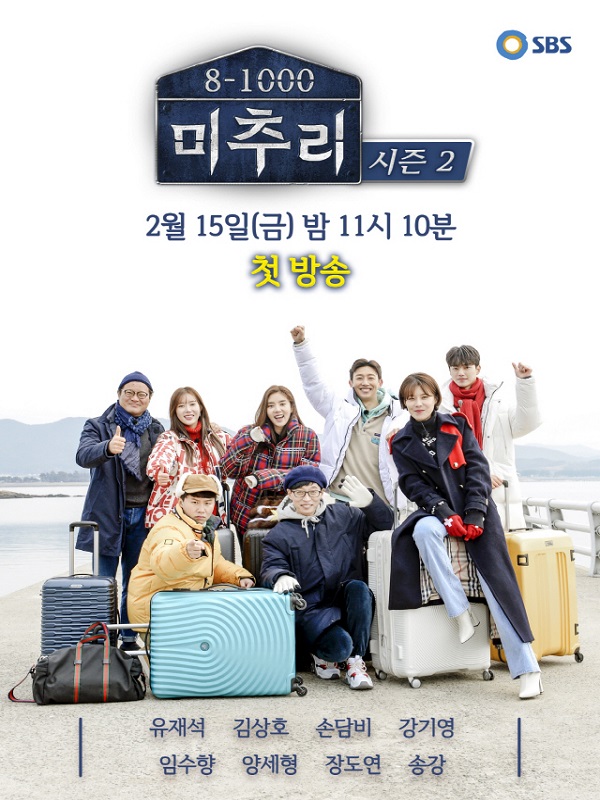 SBS
8-1000
미추리
시즌 2
2월 15일(금) 밤 11시 10분
첫 방송
유재석 김상호 손담비 강기영
임수향 양세형 장도연 송강